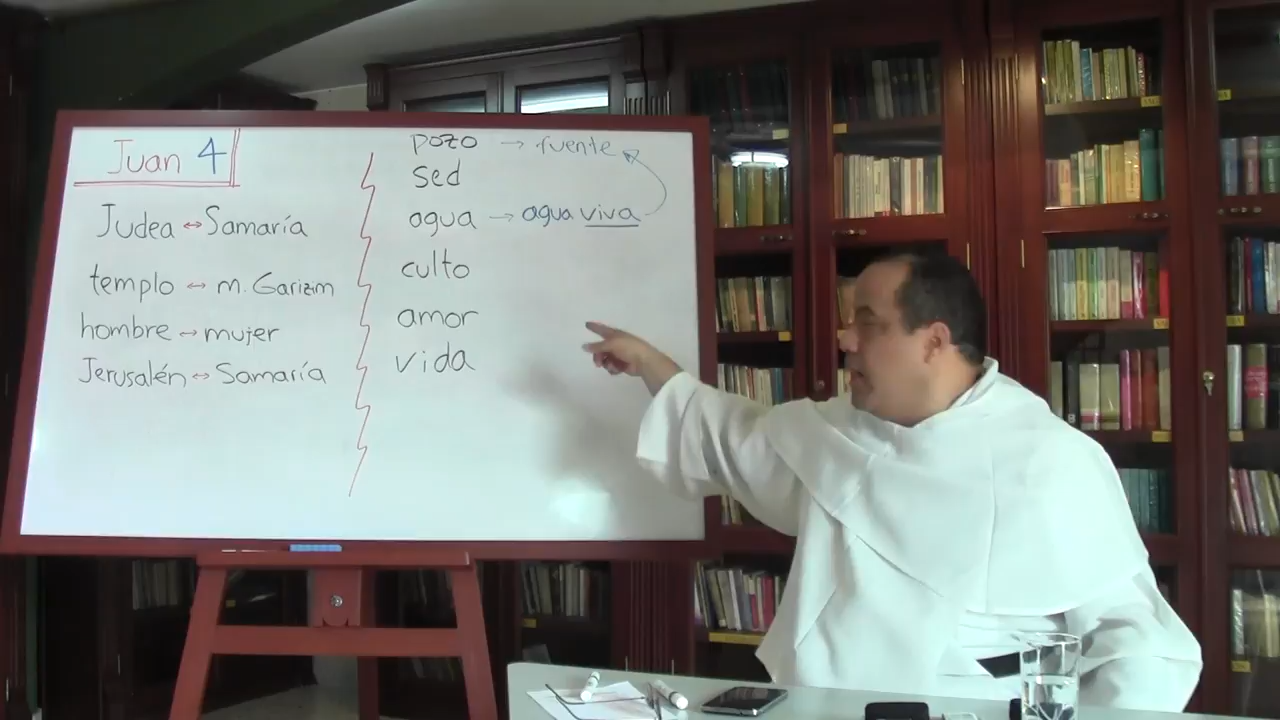 Juan 4
Judea ↔ Samaría
templo ↔ m. Garizim
hombre ↔ mujer
Jerusalén ↔ Samaría
pozo → fuente
sed
agua → agua viva
culto
amor
vida